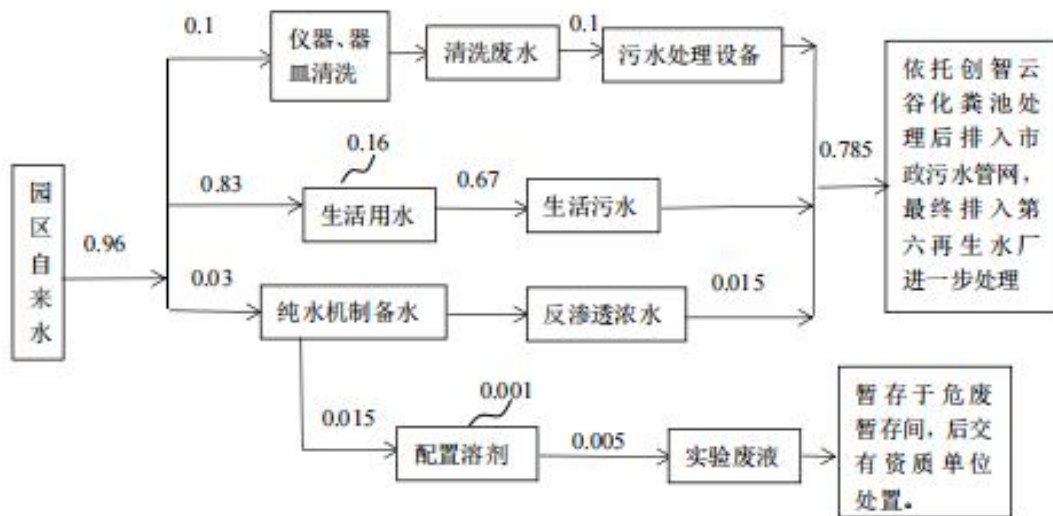 0.1
仪器、器
皿清洗
清洗废水
0.1
污水处理设备
依托创智云
谷化粪池处
理后排入市
政污水管网，
最终排入第
六再生水厂
进一步处理
0.785
园
区
自
来
水
0.96
0.83
0.16
生活用水
0.67
生活污水
0.03
纯水机制备水
反渗透浓水
0.015
0.015
0.001
配置溶剂
0.005
实验废液
暂存于危废
暂存间，后交
有资质单位
处置。